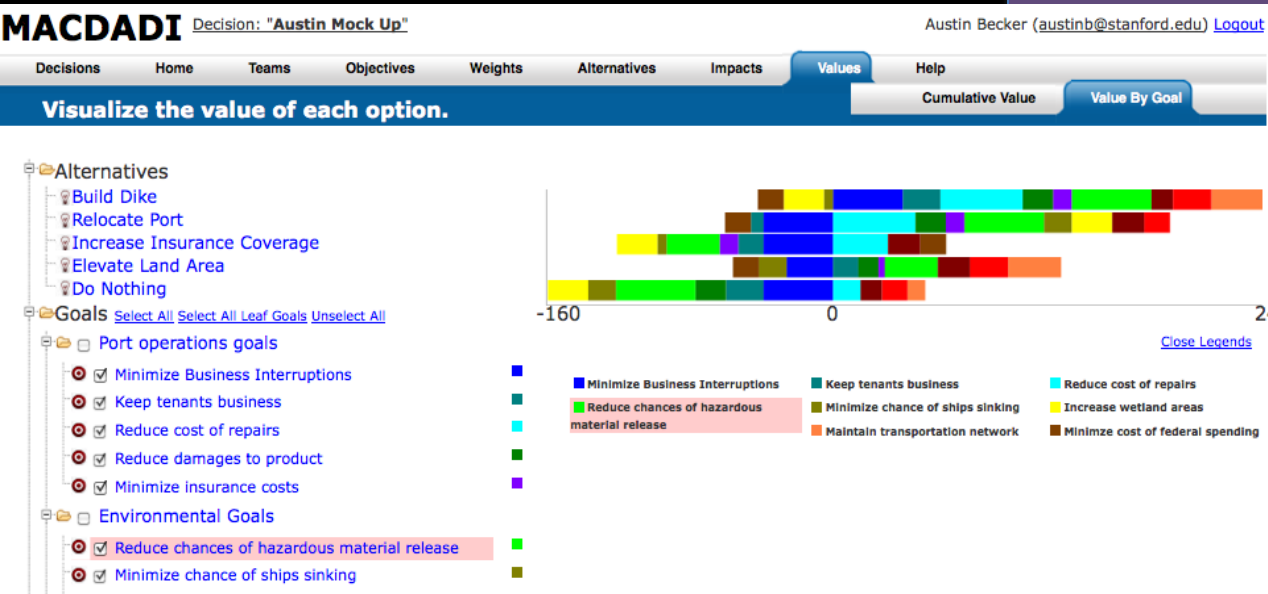 MACDADI Decision: "Austin Mock Up" Austin Becker (austinb@stanford.edu) Logout
Decisions Home Teams Objectives Weights Alternatives Impacts Values Help
Visualize the value of each option. Cumulative Value Value By Goal
Alternatives
Build Dike
Relocate Port
Increase Insurance Coverage
Elevate Land Area
Do Nothing
-160 0
Goals Select All Select All Leaf Goals Unselect All
Port operations goals
Close Legends
Minimize Business Interruptions
Keep tenants business
Reduce cost of repairs
Reduce damages to product
Minimize insurance costs
Minimize Business Interruptions Keep tenants business Reduce cost of repairs
Reduce chances of hazardous material release Minimize chance of ships sinking Increase wetland areas
Maintain transportation network Minimze cost of federal spending
Environmental Goals
Reduce chances of hazardous material release
Minimize chance of ships sinking